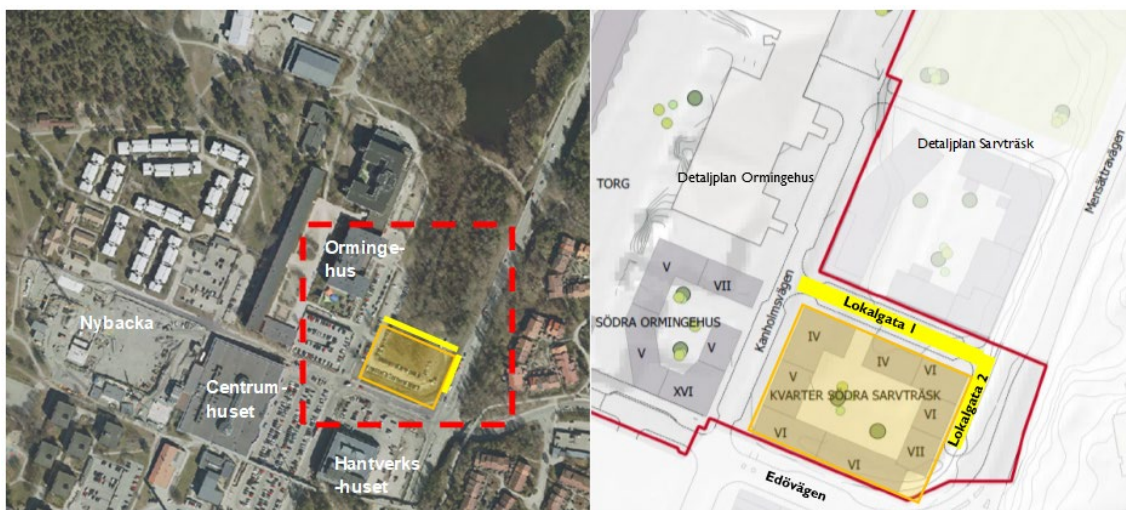 Orminge-
hus
Nybacka
Centrum-
huset
Hantverks
-huset
Detaljplan Sarvträsk
Detaljplan Ormingehus
TORG
Mensättravägen
V
VII
SÖDRA ORMINGEHUS
V
V
XVI
Kanholmsvägen
Lokalgata 1
IV
IV
VI
V
KVARTER SÖDRA SARVTRÄSK
VI
VI
VI
VII
Lokalgata 2
Edövägen